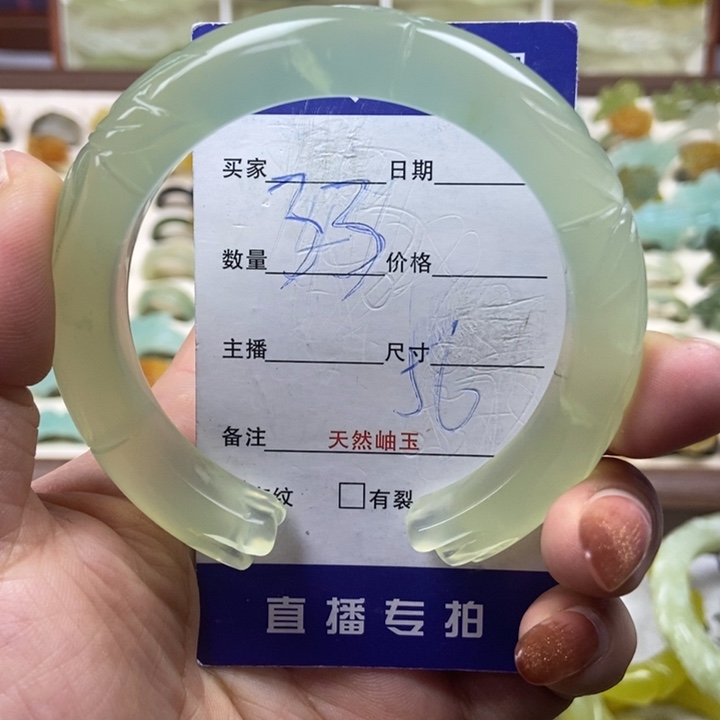 买家 日期
33
数量 价格
主播 尺寸
56
备注 天然岫玉
纹 □有裂
直播专拍